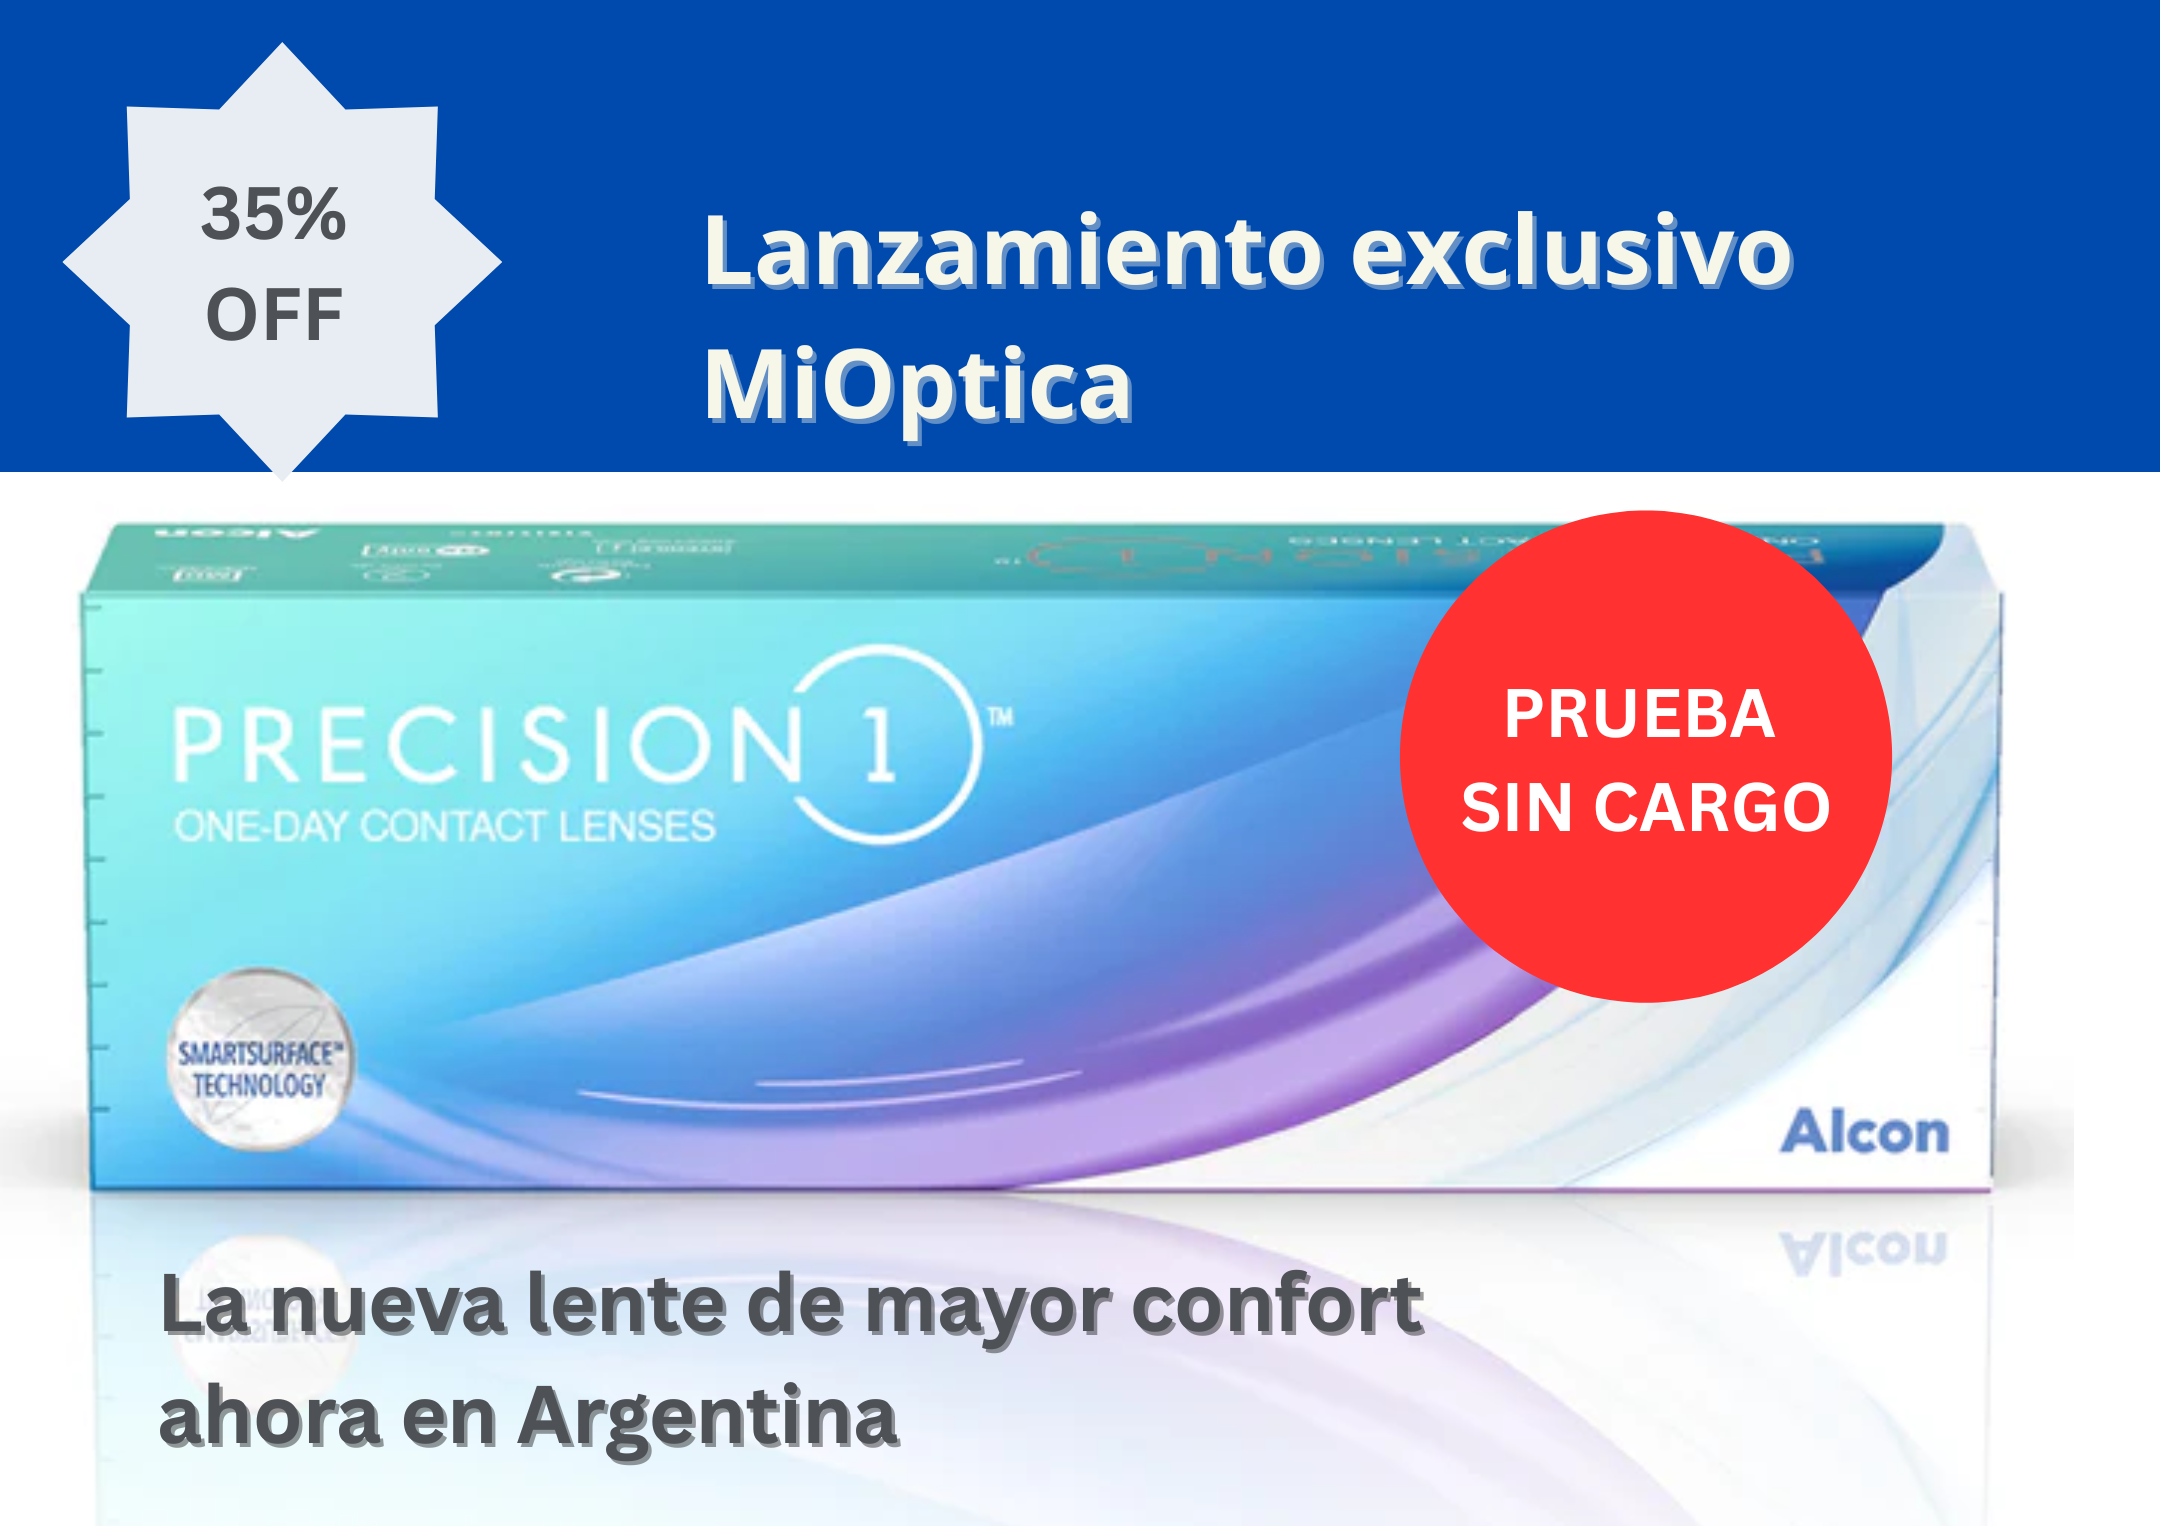 35%
OFF
Lanzamiento exclusivo
MiOptica
Alcon
PRECISION 1™
ONE-DAY CONTACT LENSES
PRUEBA
SIN CARGO
SMARTSURFACE™
TECHNOLOGY
Alcon
La nueva lente de mayor confort
ahora en Argentina